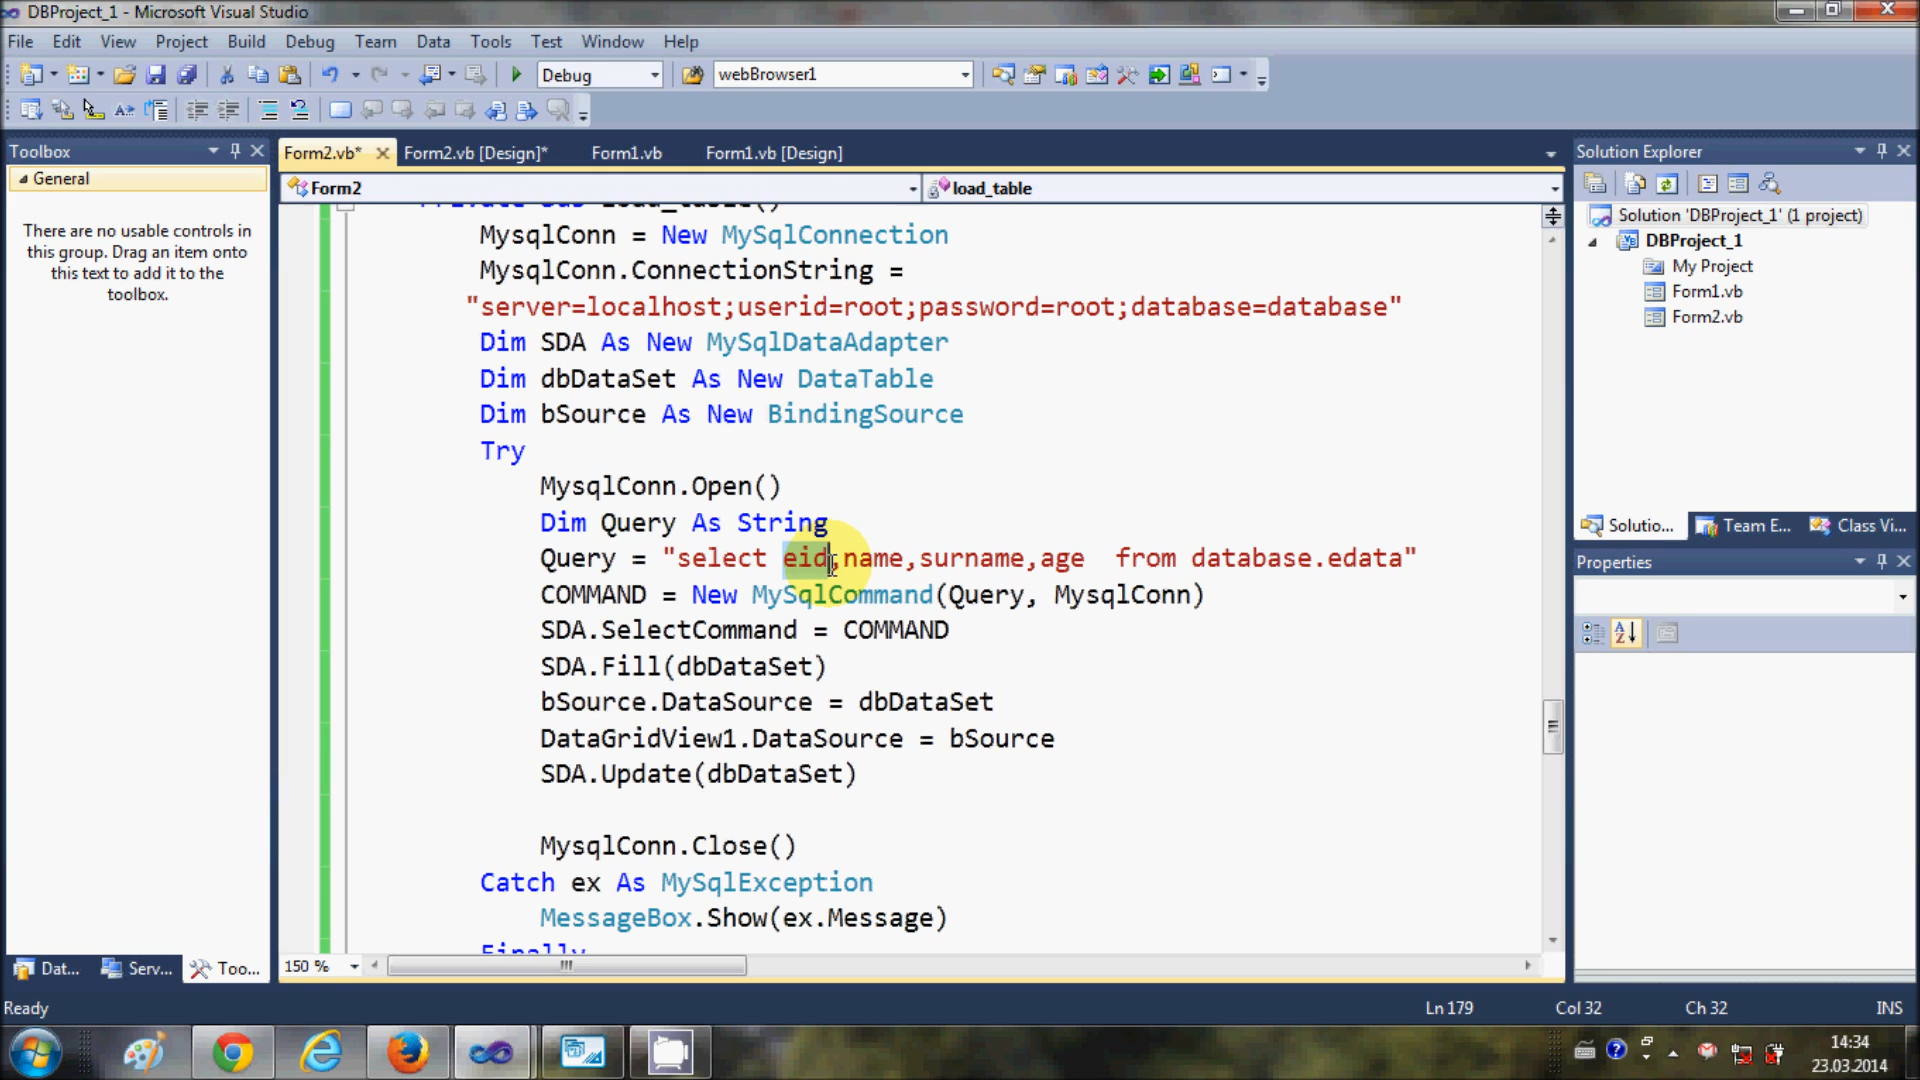 DBProject_1 - Microsoft Visual Studio
File Edit View Project Build Debug Team Data Tools Test Window Help
Debug webBrowser1
Toolbox
General
There are no usable controls in
this group. Drag an item onto
this text to add it to the
toolbox.
Dat... Serv... Too...
Form2.vb* Form2.vb [Design]* Form1.vb Form1.vb [Design]
Form2 load_table
Private Sub load_table()
MysqlConn = New MySqlConnection
MysqlConn.ConnectionString =
"server=localhost;userid=root;password=root;database=database"
Dim SDA As New MySqlDataAdapter
Dim dbDataSet As New DataTable
Dim bSource As New BindingSource
Try
MysqlConn.Open()
Dim Query As String
Query = "select eid,name,surname,age  from database.edata"
COMMAND = New MySqlCommand(Query, MysqlConn)
SDA.SelectCommand = COMMAND
SDA.Fill(dbDataSet)
bSource.DataSource = dbDataSet
DataGridView1.DataSource = bSource
SDA.Update(dbDataSet)
MysqlConn.Close()
Catch ex As MySqlException
MessageBox.Show(ex.Message)
Finally
150 %
Solution Explorer
Solution 'DBProject_1' (1 project)
DBProject_1
My Project
Form1.vb
Form2.vb
Solutio... Team E... Class Vi...
Properties
Ready Ln 179 Col 32 Ch 32 INS
14:34
23.03.2014